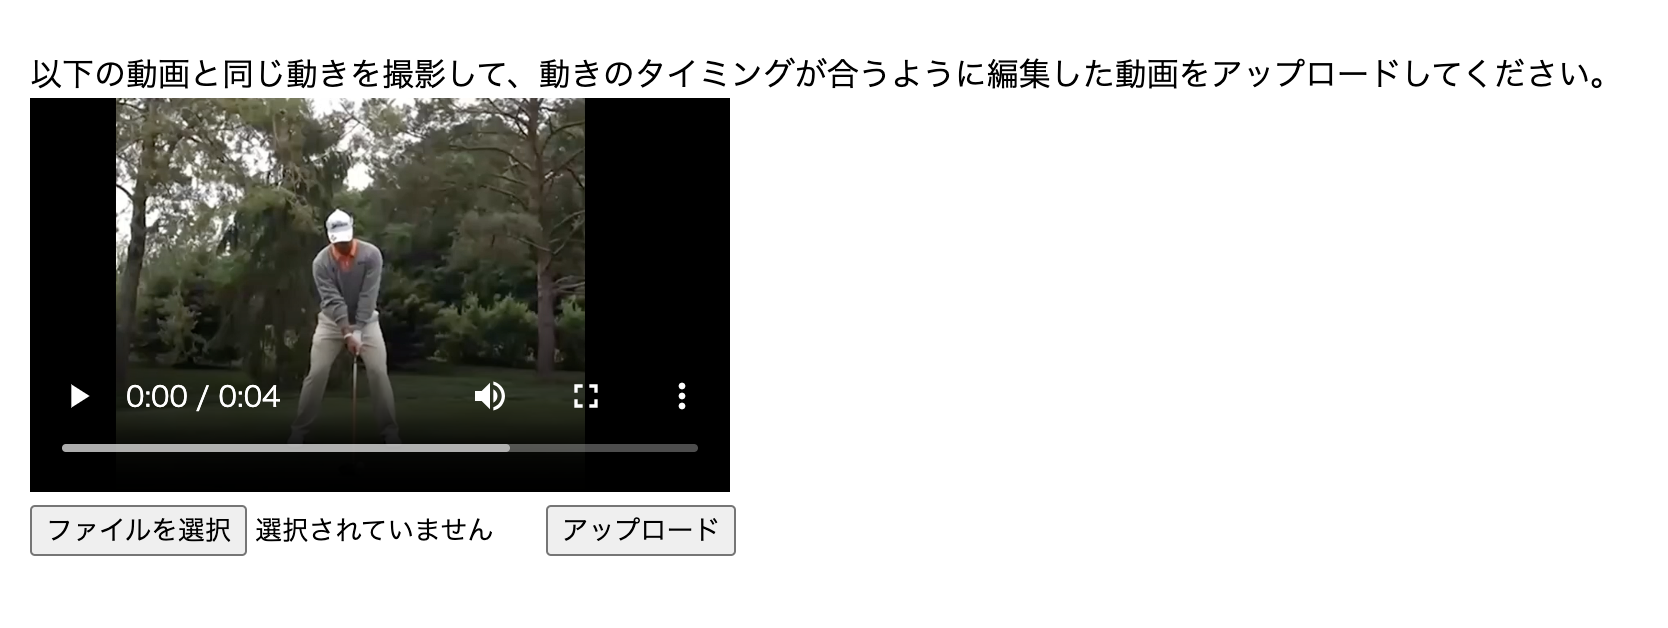 以下の動画と同じ動きを撮影して、動きのタイミングが合うように編集した動画をアップロードしてください。
0:00 / 0:04
ファイルを選択 選択されていません アップロード